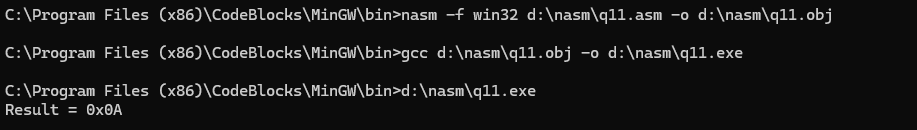 C:\Program Files (x86)\CodeBlocks\MinGW\bin>nasm -f win32 d:\nasm\q11.asm -o d:\nasm\q11.obj
C:\Program Files (x86)\CodeBlocks\MinGW\bin>gcc d:\nasm\q11.obj -o d:\nasm\q11.exe
C:\Program Files (x86)\CodeBlocks\MinGW\bin>d:\nasm\q11.exe
Result = 0x0A